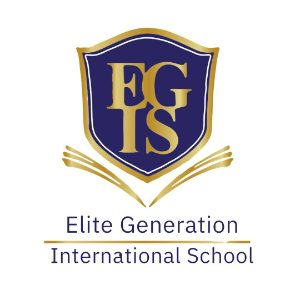 EG
IS
Elite Generation
International School